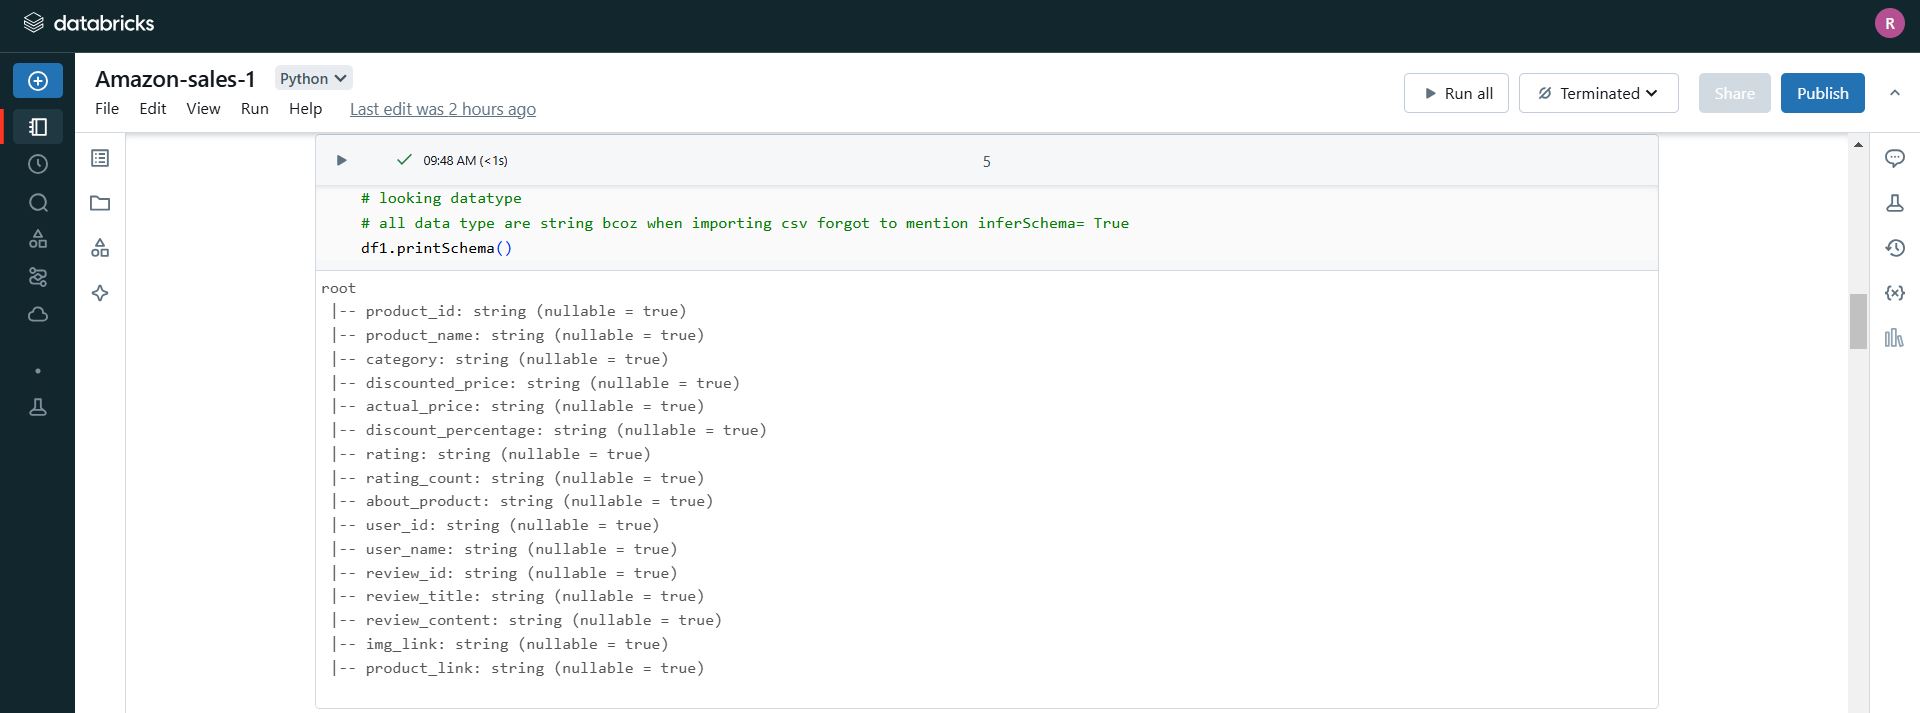 databricks
R
Amazon-sales-1 Python
File Edit View Run Help Last edit was 2 hours ago
Run all Terminated Share Publish
09:48 AM (<1s) 5
# looking datatype
# all data type are string bcoz when importing csv forgot to mention inferSchema= True
df1.printSchema()
root
|-- product_id: string (nullable = true)
|-- product_name: string (nullable = true)
|-- category: string (nullable = true)
|-- discounted_price: string (nullable = true)
|-- actual_price: string (nullable = true)
|-- discount_percentage: string (nullable = true)
|-- rating: string (nullable = true)
|-- rating_count: string (nullable = true)
|-- about_product: string (nullable = true)
|-- user_id: string (nullable = true)
|-- user_name: string (nullable = true)
|-- review_id: string (nullable = true)
|-- review_title: string (nullable = true)
|-- review_content: string (nullable = true)
|-- img_link: string (nullable = true)
|-- product_link: string (nullable = true)